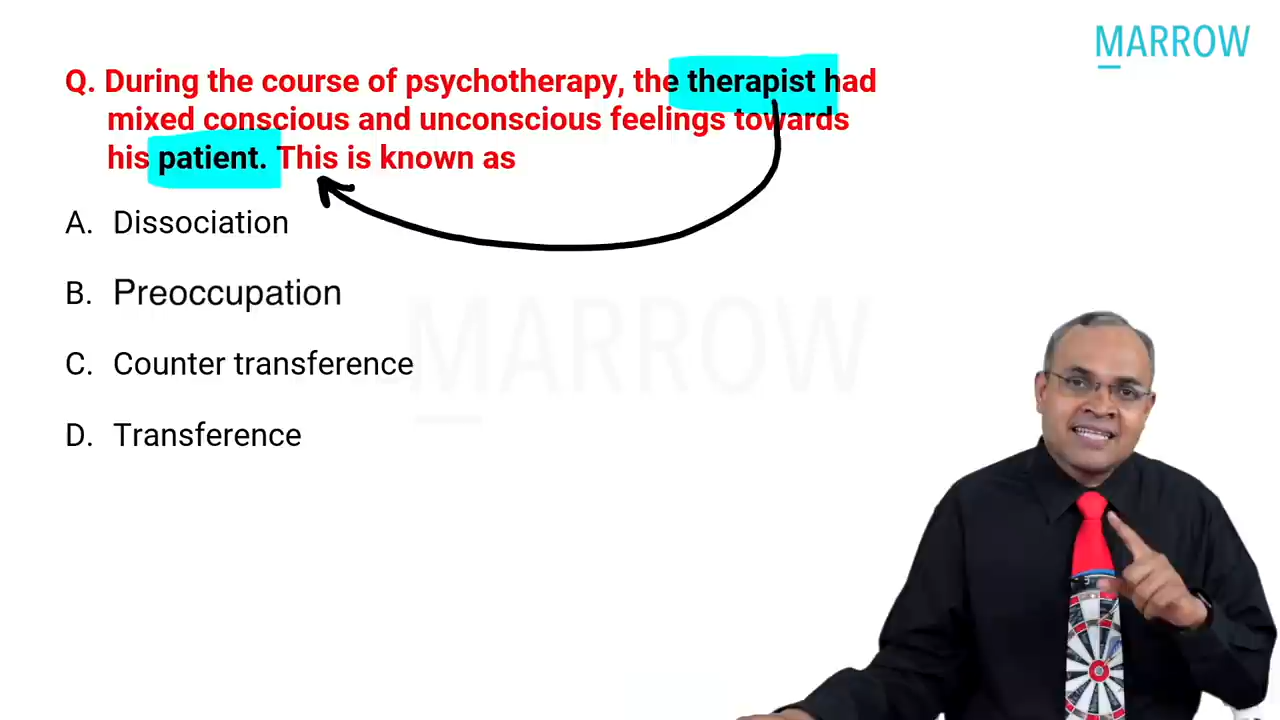 MARROW
Q. During the course of psychotherapy, the therapist had
mixed conscious and unconscious feelings towards
his patient. This is known as
A. Dissociation
B. Preoccupation
C. Counter transference
D. Transference
MARROW